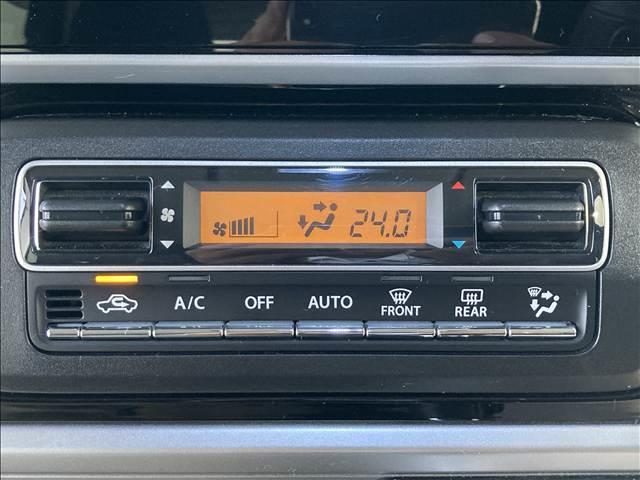 24.0
A/C OFF AUTO FRONT REAR